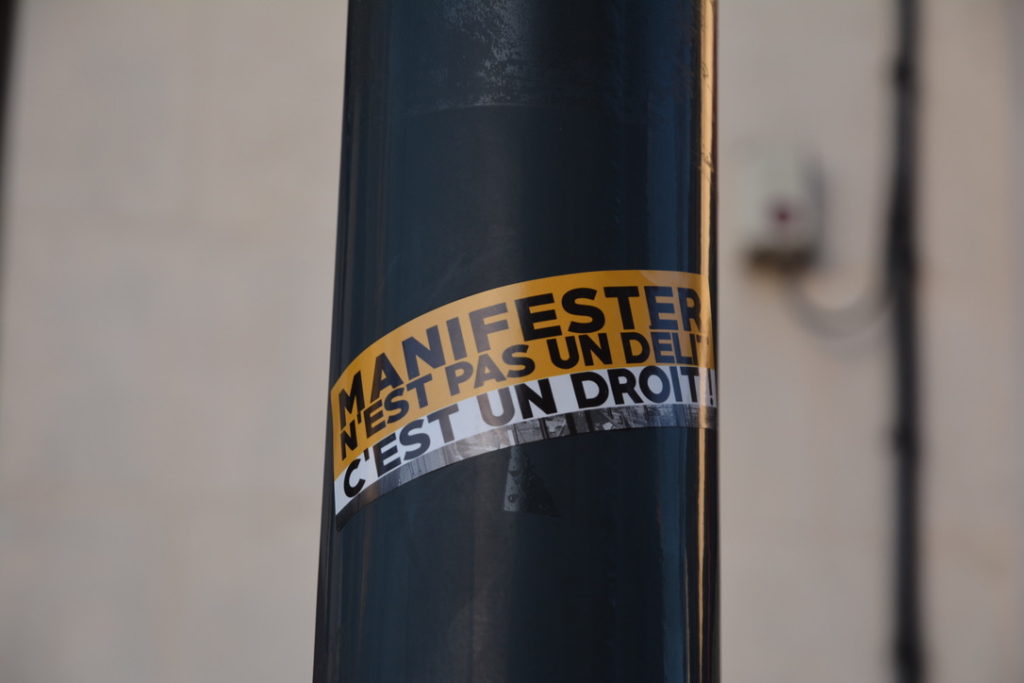 MANIFESTER
N'EST PAS UN DELIT
C'EST UN DROIT!